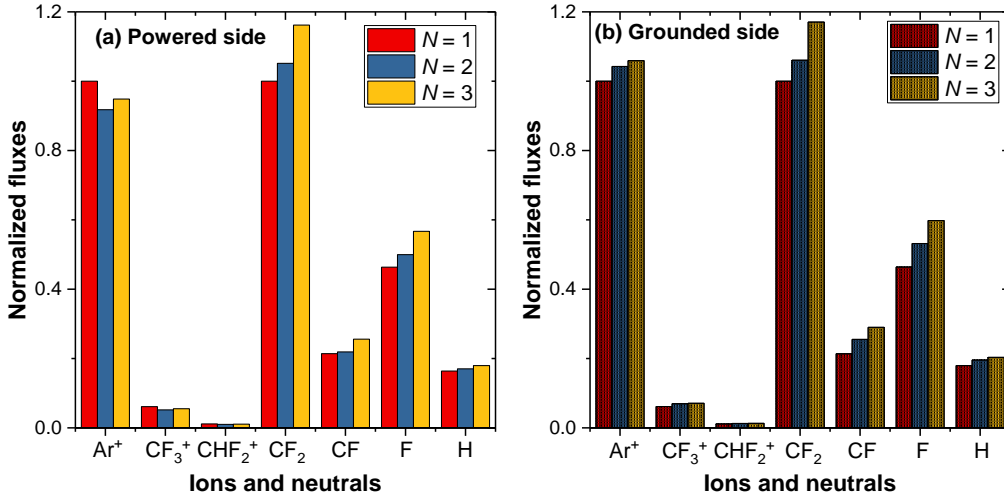 (a) Powered side
N = 1
N = 2
N = 3
Normalized fluxes
1.2
0.8
0.4
0.0
Ar⁺ CF₃⁺ CHF₂⁺ CF₂ CF F H
Ions and neutrals
(b) Grounded side
N = 1
N = 2
N = 3
Normalized fluxes
1.2
0.8
0.4
0.0
Ar⁺ CF₃⁺ CHF₂⁺ CF₂ CF F H
Ions and neutrals